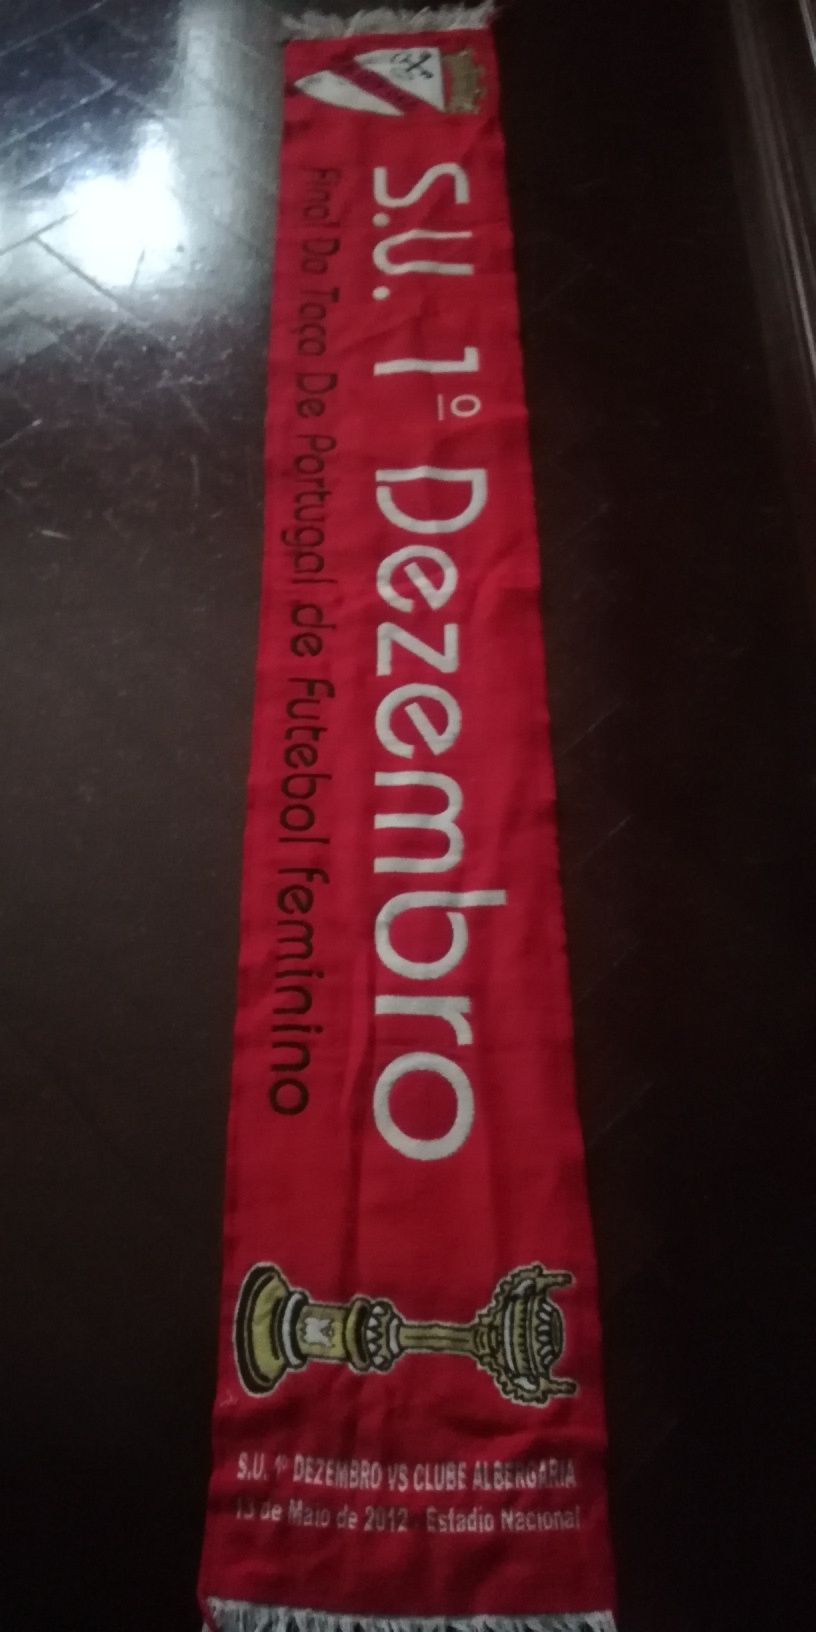 S.U. 1º Dezembro
Final Da Taça De Portugal de Futebol feminino
S.U. 1º DEZEMBRO VS CLUBE ALBERGARIA
13 de Maio de 2012 - Estadio Nacional